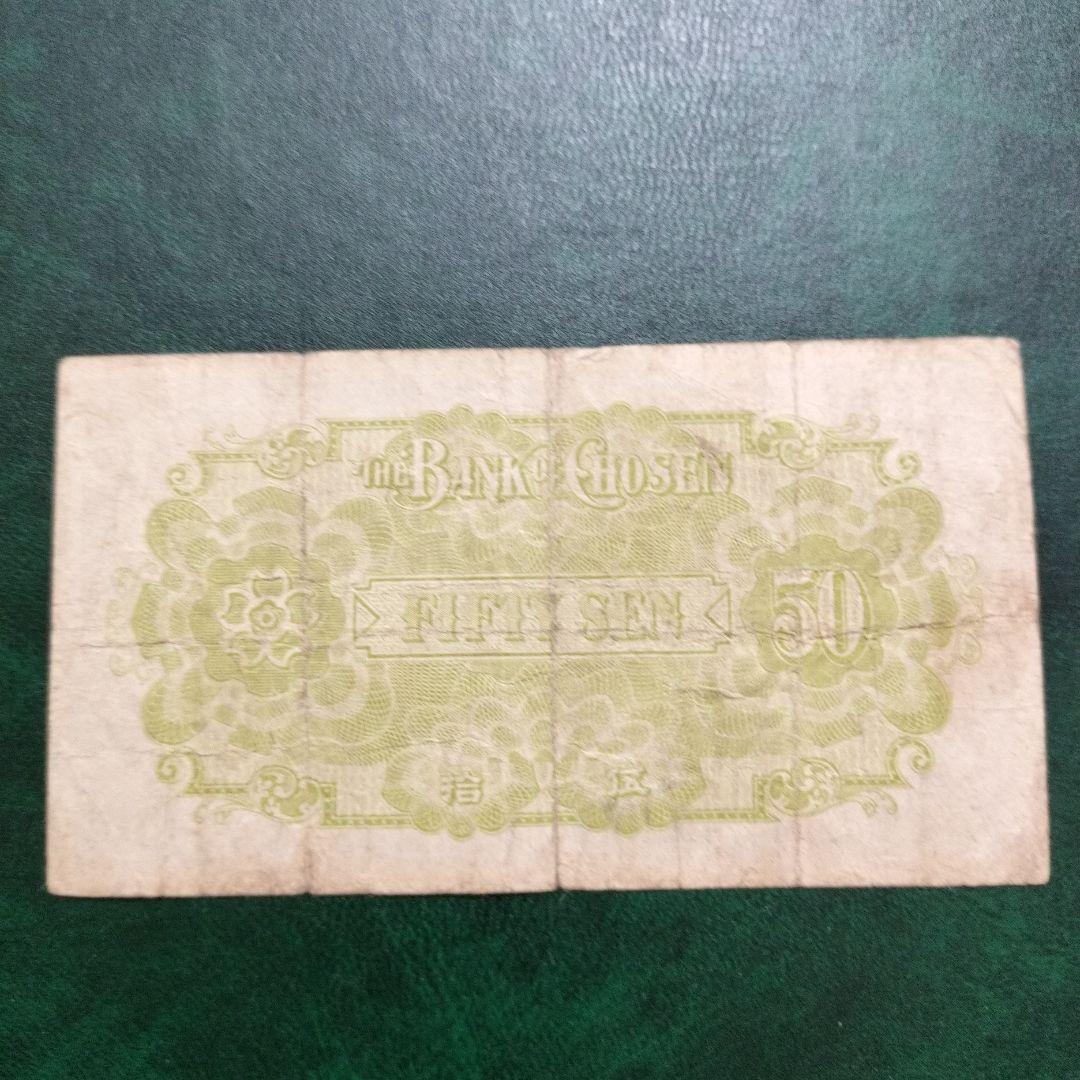 THE BANK OF CHOSEN
FIFTY SEN
50
拾 五